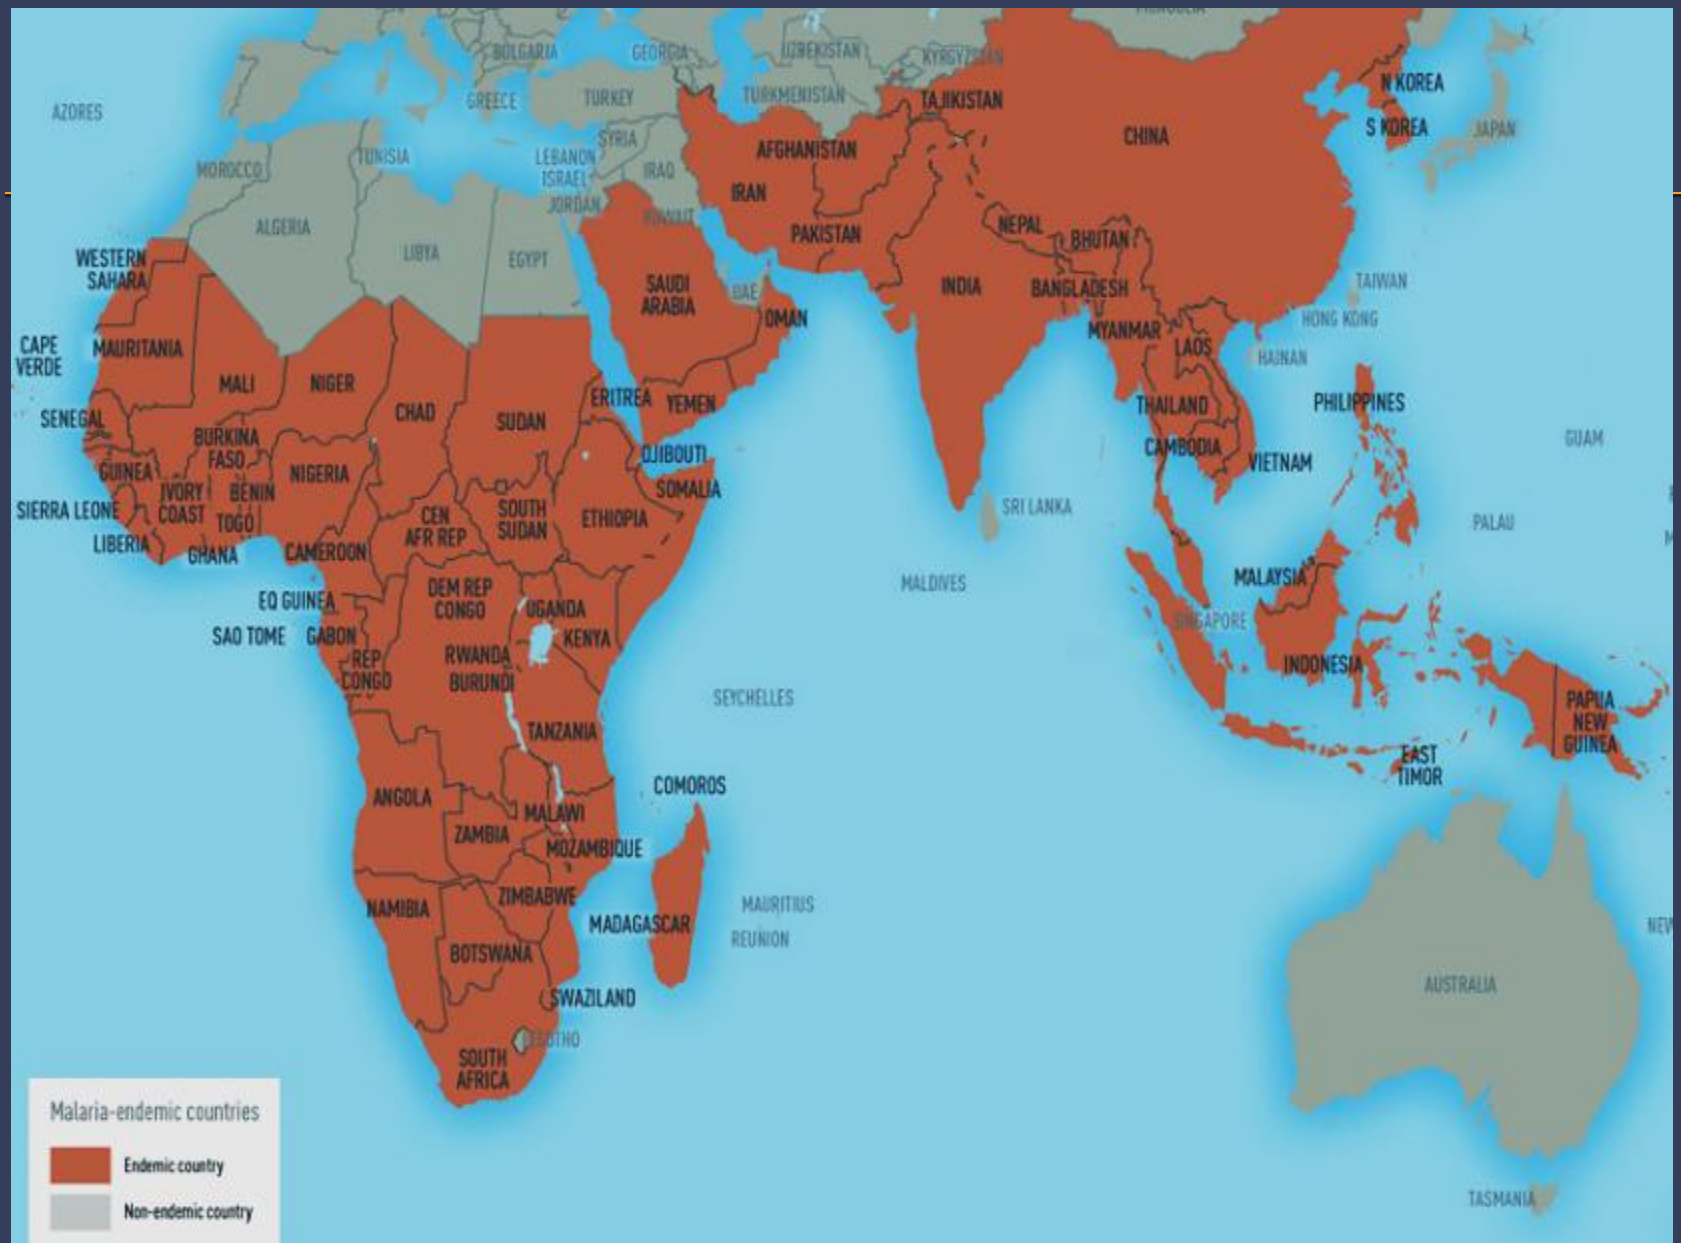 MONGOLIA
BULGARIA
GEORGIA
UZBEKISTAN
KYRGYZSTAN
N KOREA
AZORES
GREECE
TURKEY
TURKMENISTAN
TAJIKISTAN
S KOREA
JAPAN
CHINA
SYRIA
AFGHANISTAN
MOROCCO
TUNISIA
LEBANON
ISRAEL
IRAQ
IRAN
JORDAN
KUWAIT
ALGERIA
PAKISTAN
NEPAL
BHUTAN
LIBYA
EGYPT
WESTERN
SAHARA
SAUDI
ARABIA
UAE
OMAN
INDIA
BANGLADESH
TAIWAN
HONG KONG
MYANMAR
LAOS
HAINAN
CAPE
VERDE
MAURITANIA
MALI
NIGER
CHAD
SUDAN
ERITREA
YEMEN
THAILAND
PHILIPPINES
SENEGAL
BURKINA
FASO
CAMBODIA
VIETNAM
GUAM
DJIBOUTI
GUINEA
IVORY
COAST
BENIN
NIGERIA
SOMALIA
SIERRA LEONE
TOGO
CEN
AFR REP
SOUTH
SUDAN
ETHIOPIA
SRI LANKA
PALAU
LIBERIA
GHANA
CAMEROON
MALDIVES
MALAYSIA
EQ GUINEA
DEM REP
CONGO
UGANDA
SINGAPORE
SAO TOME
GABON
KENYA
REP
CONGO
RWANDA
BURUNDI
INDONESIA
SEYCHELLES
TANZANIA
PAPUA
NEW
GUINEA
EAST
TIMOR
ANGOLA
COMOROS
MALAWI
ZAMBIA
MOZAMBIQUE
ZIMBABWE
NAMIBIA
MADAGASCAR
MAURITIUS
REUNION
NEW
BOTSWANA
AUSTRALIA
SWAZILAND
LESOTHO
SOUTH
AFRICA
TASMANIA
Malaria-endemic countries
Endemic country
Non-endemic country